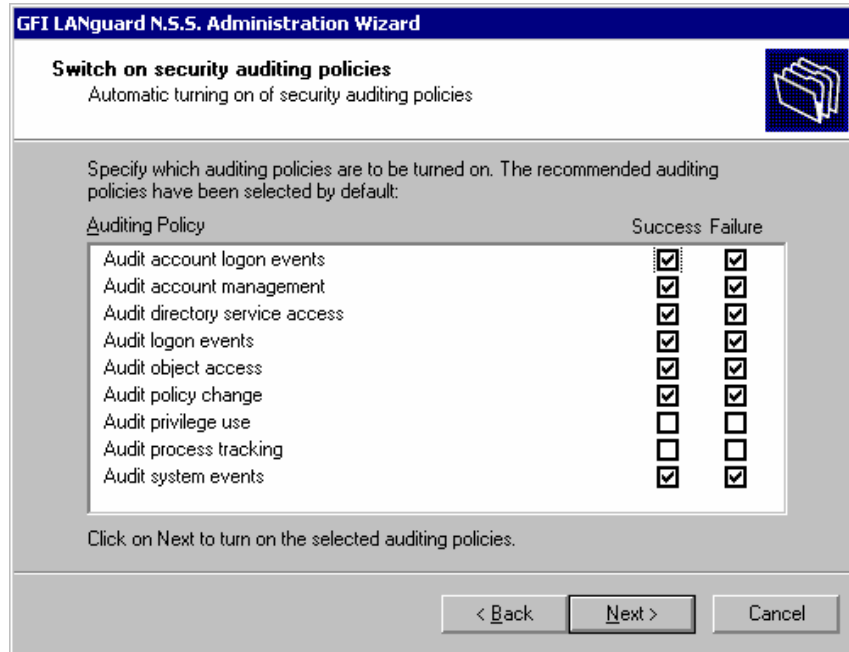 GFI LANguard N.S.S. Administration Wizard
Switch on security auditing policies
Automatic turning on of security auditing policies
Specify which auditing policies are to be turned on. The recommended auditing
policies have been selected by default:
Auditing Policy Success Failure
Audit account logon events
Audit account management
Audit directory service access
Audit logon events
Audit object access
Audit policy change
Audit privilege use
Audit process tracking
Audit system events
Click on Next to turn on the selected auditing policies.
< Back Next > Cancel